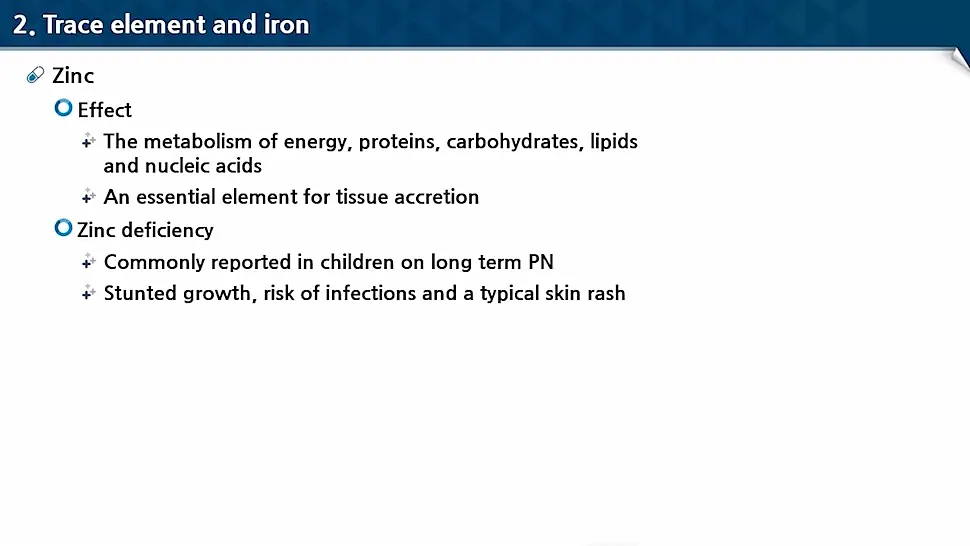 2. Trace element and iron
Zinc
Effect
The metabolism of energy, proteins, carbohydrates, lipids
and nucleic acids
An essential element for tissue accretion
Zinc deficiency
Commonly reported in children on long term PN
Stunted growth, risk of infections and a typical skin rash